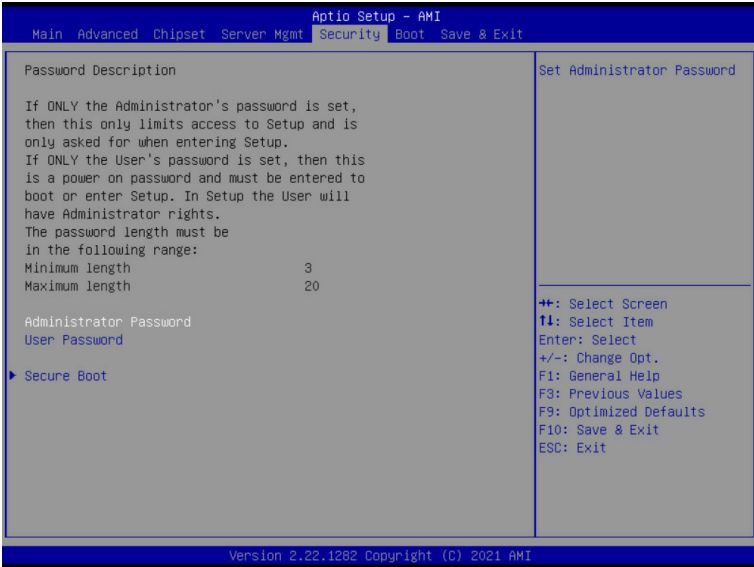 Aptio Setup – AMI
Main Advanced Chipset Server Mgmt Security Boot Save & Exit
Password Description
If ONLY the Administrator's password is set,
then this only limits access to Setup and is
only asked for when entering Setup.
If ONLY the User's password is set, then this
is a power on password and must be entered to
boot or enter Setup. In Setup the User will
have Administrator rights.
The password length must be
in the following range:
Minimum length 3
Maximum length 20
Administrator Password
User Password
Secure Boot
Set Administrator Password
→←: Select Screen
↑↓: Select Item
Enter: Select
+/-: Change Opt.
F1: General Help
F3: Previous Values
F9: Optimized Defaults
F10: Save & Exit
ESC: Exit
Version 2.22.1282 Copyright (C) 2021 AMI